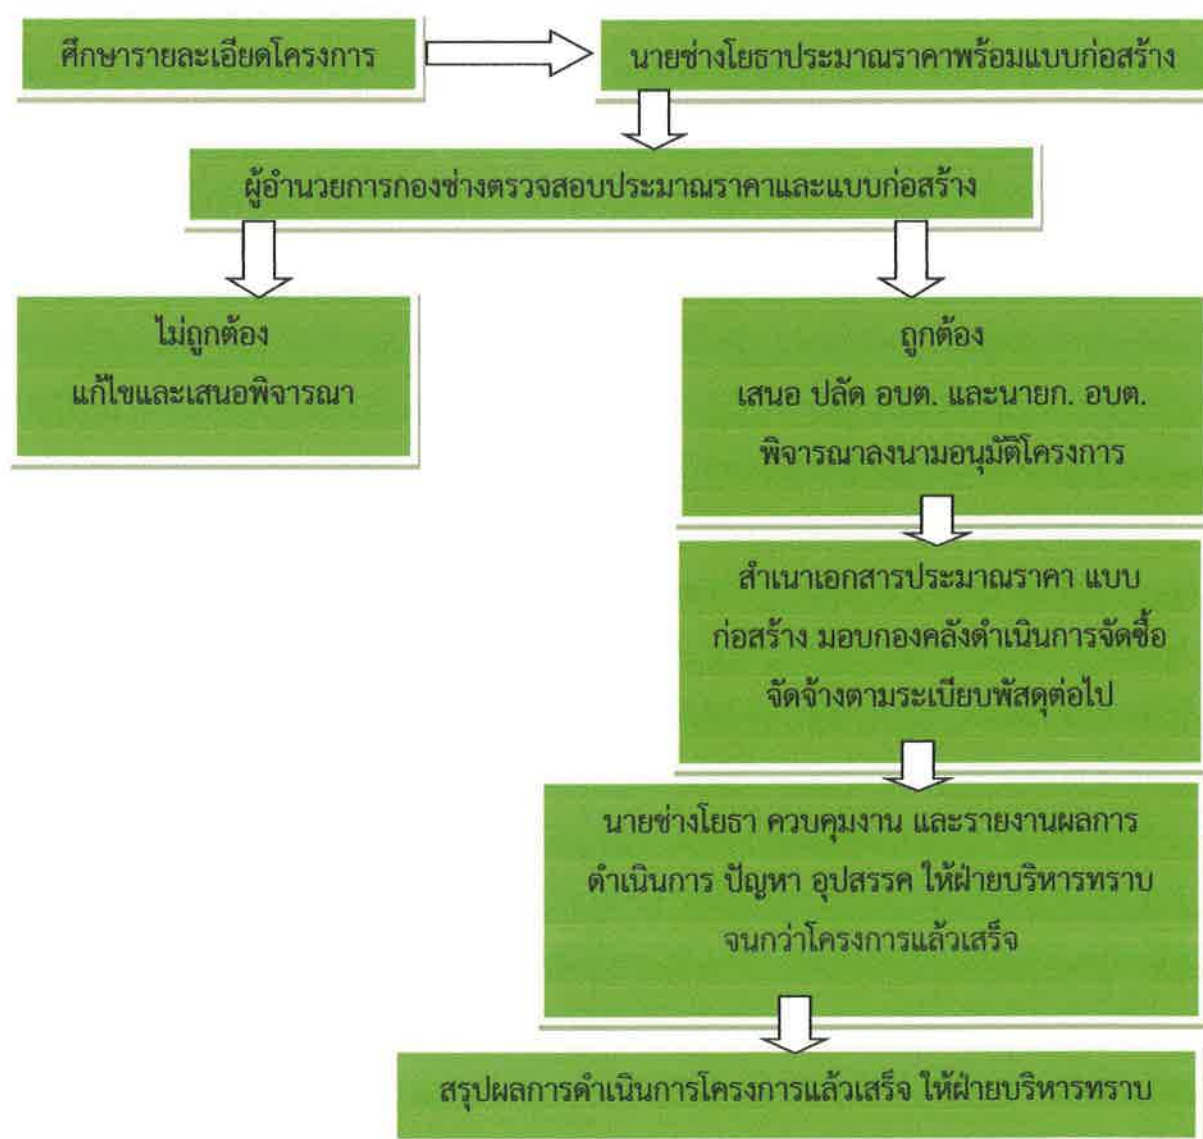 ศึกษารายละเอียดโครงการ
นายช่างโยธาประมาณราคาพร้อมแบบก่อสร้าง
ผู้อำนวยการกองช่างตรวจสอบประมาณราคาและแบบก่อสร้าง
ไม่ถูกต้อง
แก้ไขและเสนอพิจารณา
ถูกต้อง
เสนอ ปลัด อบต. และนายก. อบต.
พิจารณาลงนามอนุมัติโครงการ
สำเนาเอกสารประมาณราคา แบบ
ก่อสร้าง มอบกองคลังดำเนินการจัดซื้อ
จัดจ้างตามระเบียบพัสดุต่อไป
นายช่างโยธา ควบคุมงาน และรายงานผลการ
ดำเนินการ ปัญหา อุปสรรค ให้ฝ่ายบริหารทราบ
จนกว่าโครงการแล้วเสร็จ
สรุปผลการดำเนินการโครงการแล้วเสร็จ ให้ฝ่ายบริหารทราบ